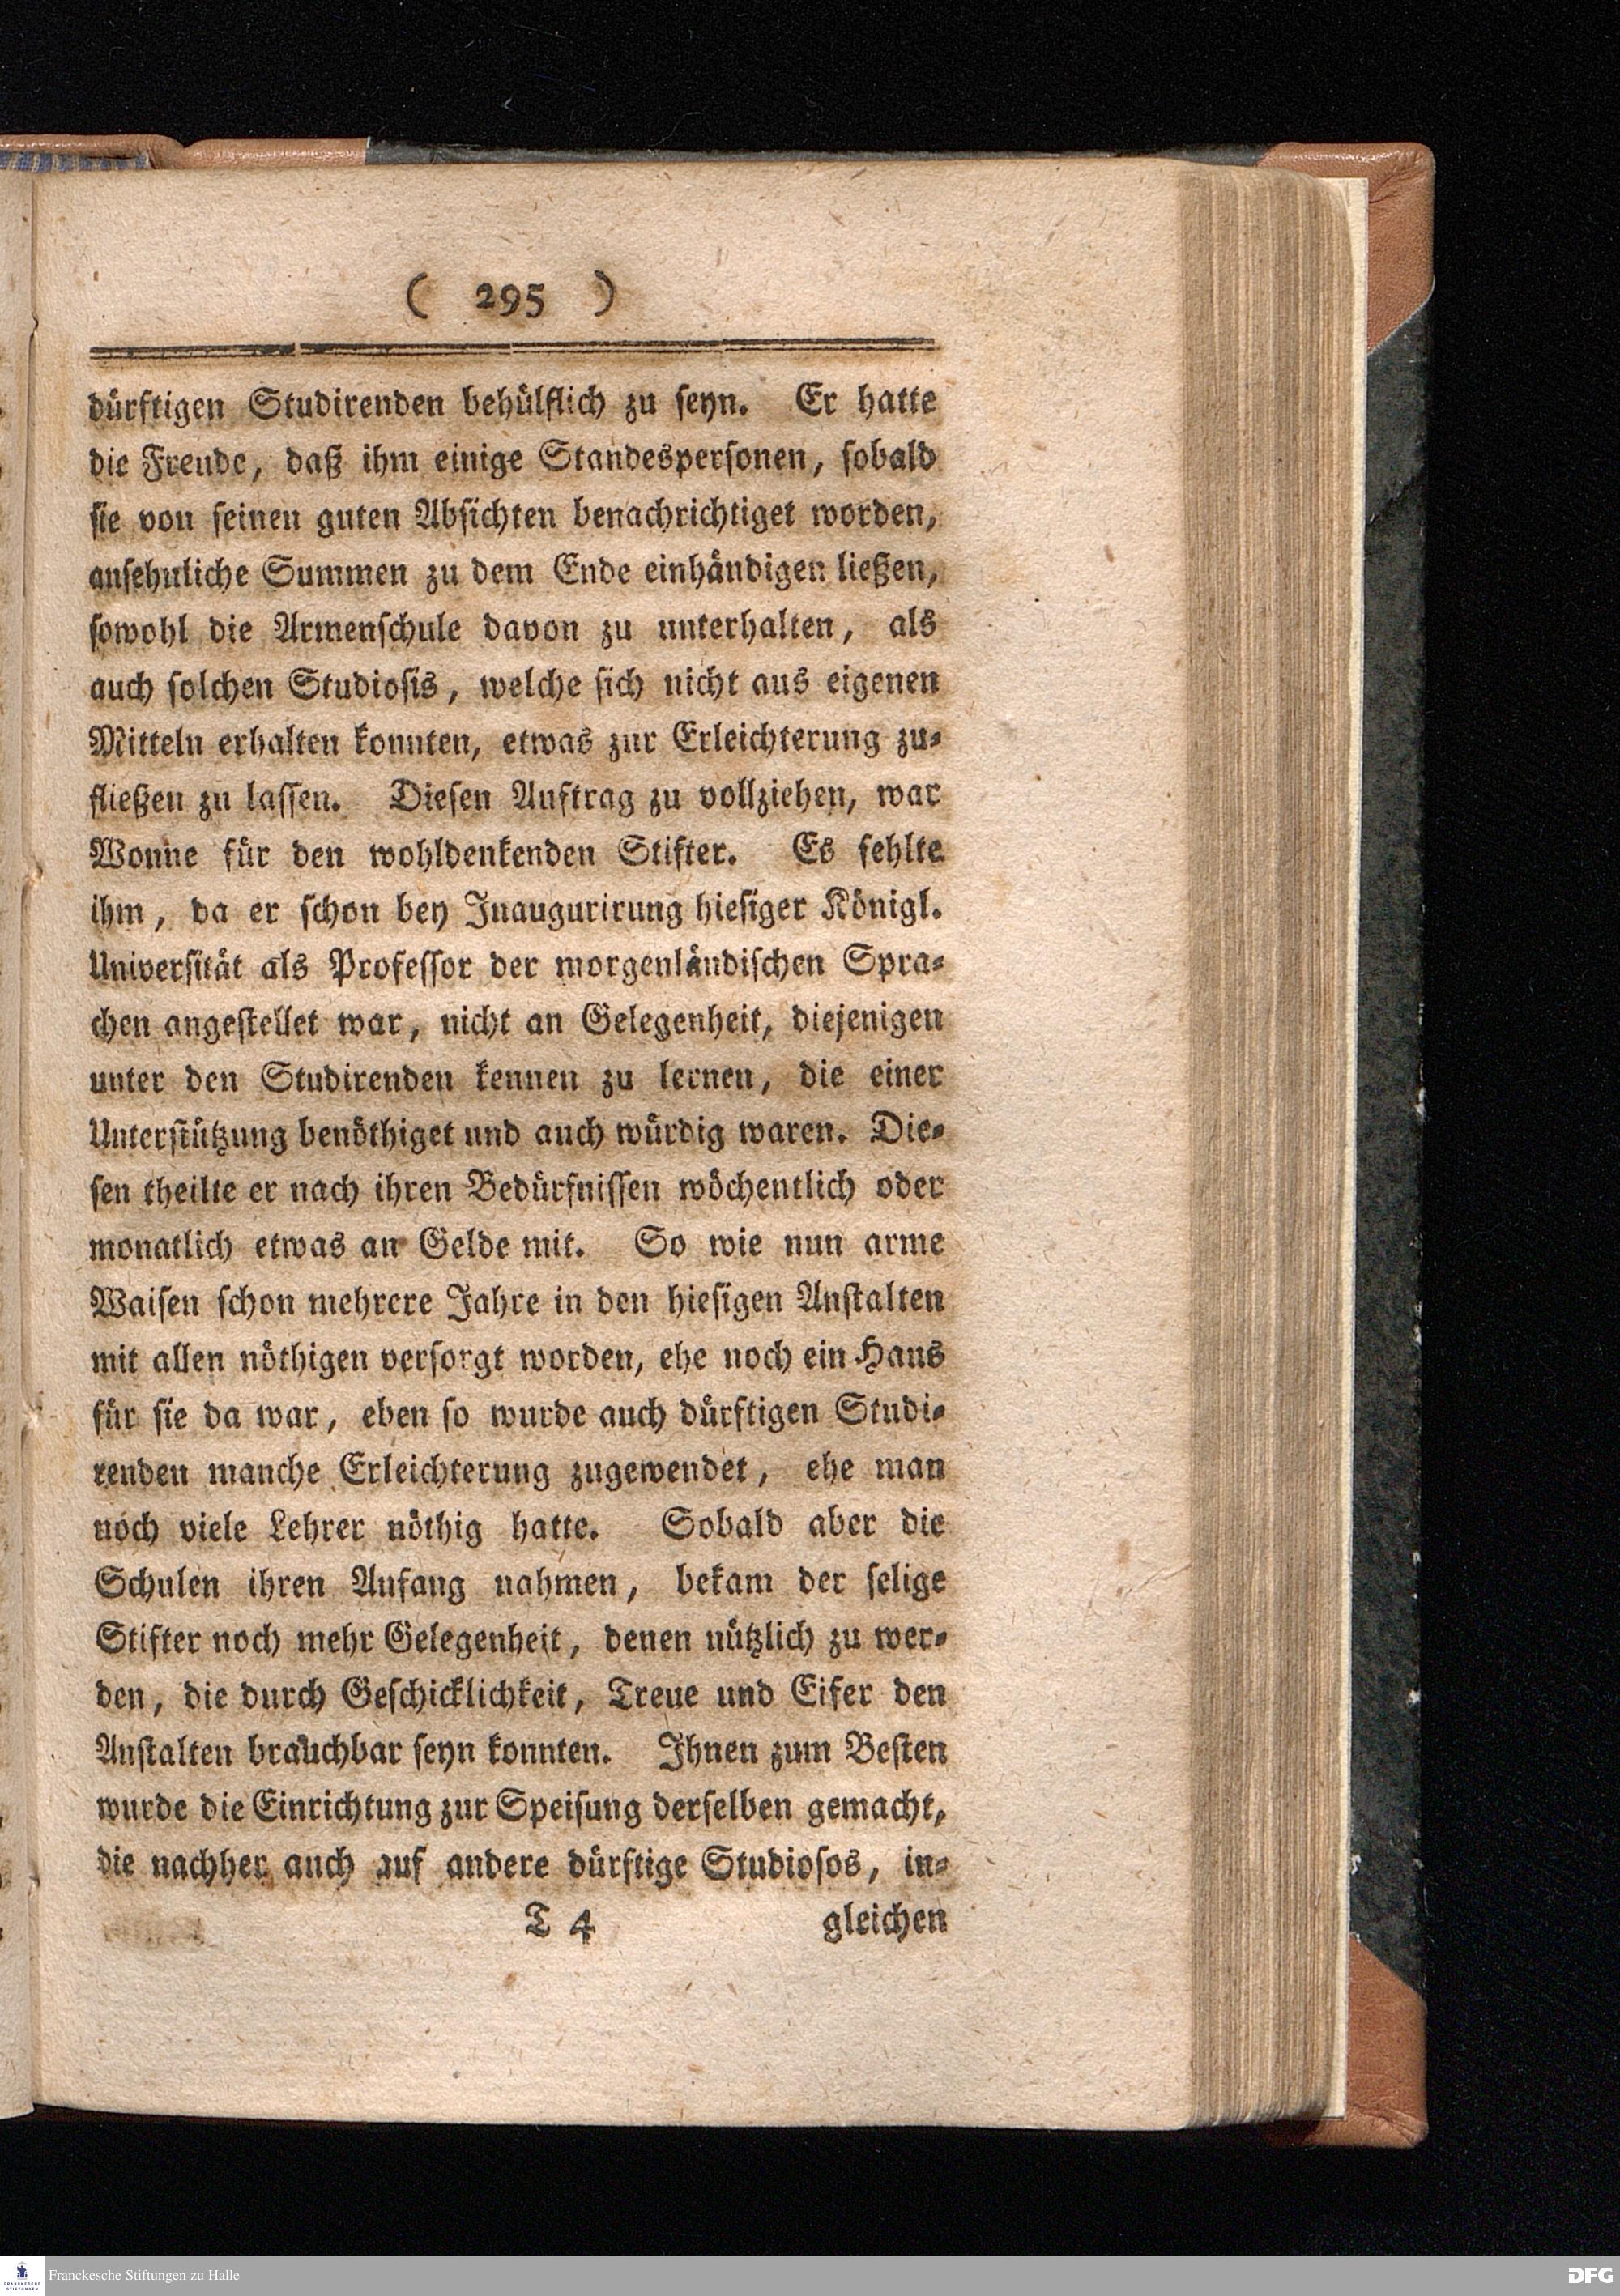 ( 295 )
dürftigen Studirenden behülflich zu seyn. Er hatte
die Freude, daß ihm einige Standespersonen, sobald
sie von seinen guten Absichten benachrichtiget worden,
ansehnliche Summen zu dem Ende einhändigen ließen,
sowohl die Armenschule davon zu unterhalten, als
auch solchen Studiosis, welche sich nicht aus eigenen
Mitteln erhalten konnten, etwas zur Erleichterung zu-
fließen zu lassen. Diesen Auftrag zu vollziehen, war
Wonne für den wohldenkenden Stifter. Es fehlte
ihm, da er schon bey Inaugurirung hiesiger Königl.
Universität als Professor der morgenländischen Spra-
chen angestellet war, nicht an Gelegenheit, diejenigen
unter den Studirenden kennen zu lernen, die einer
Unterstützung benöthiget und auch würdig waren. Die-
sen theilte er nach ihren Bedürfnissen wöchentlich oder
monatlich etwas an Gelde mit. So wie nun arme
Waisen schon mehrere Jahre in den hiesigen Anstalten
mit allen nöthigen versorgt worden, ehe noch ein Haus
für sie da war, eben so wurde auch dürftigen Studi-
renden manche Erleichterung zugewendet, ehe man
noch viele Lehrer nöthig hatte. Sobald aber die
Schulen ihren Anfang nahmen, bekam der selige
Stifter noch mehr Gelegenheit, denen nützlich zu wer-
den, die durch Geschicklichkeit, Treue und Eifer den
Anstalten brauchbar seyn konnten. Ihnen zum Besten
wurde die Einrichtung zur Speisung derselben gemacht,
die nachher auch auf andere dürftige Studiosos, in-
T 4 gleichen
FRANCKESCHE STIFTUNGEN
Franckesche Stiftungen zu Halle
DFG